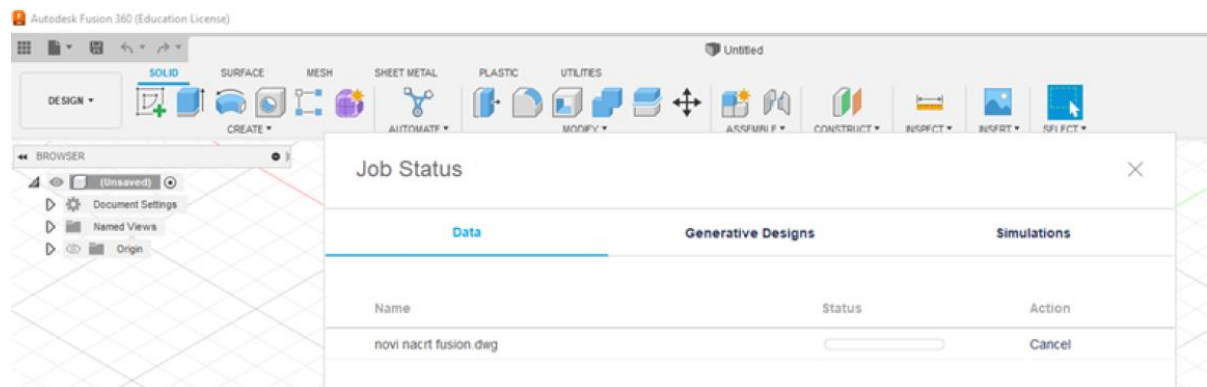 Autodesk Fusion 360 (Education License)
Untitled
SOLID SURFACE MESH SHEET METAL PLASTIC UTILITIES
DESIGN
CREATE AUTOMATE MODIFY ASSEMBLE CONSTRUCT INSPECT INSERT SELECT
BROWSER
(Unsaved)
Document Settings
Named Views
Origin
Job Status
Data Generative Designs Simulations
Name Status Action
novi nacrt fusion.dwg Cancel